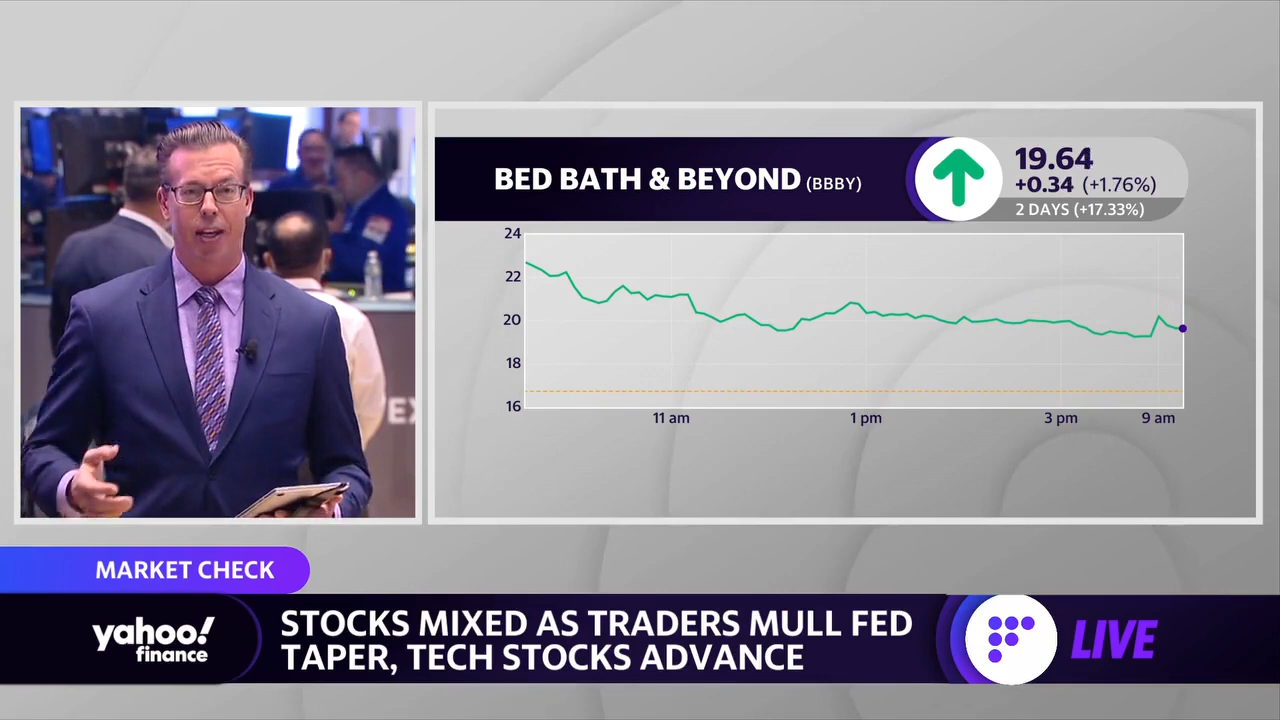 BED BATH & BEYOND (BBBY)
19.64
+0.34 (+1.76%)
2 DAYS (+17.33%)
24
22
20
18
16
11 am
1 pm
3 pm
9 am
EX
MARKET CHECK
yahoo!
finance
STOCKS MIXED AS TRADERS MULL FED
TAPER, TECH STOCKS ADVANCE
LIVE